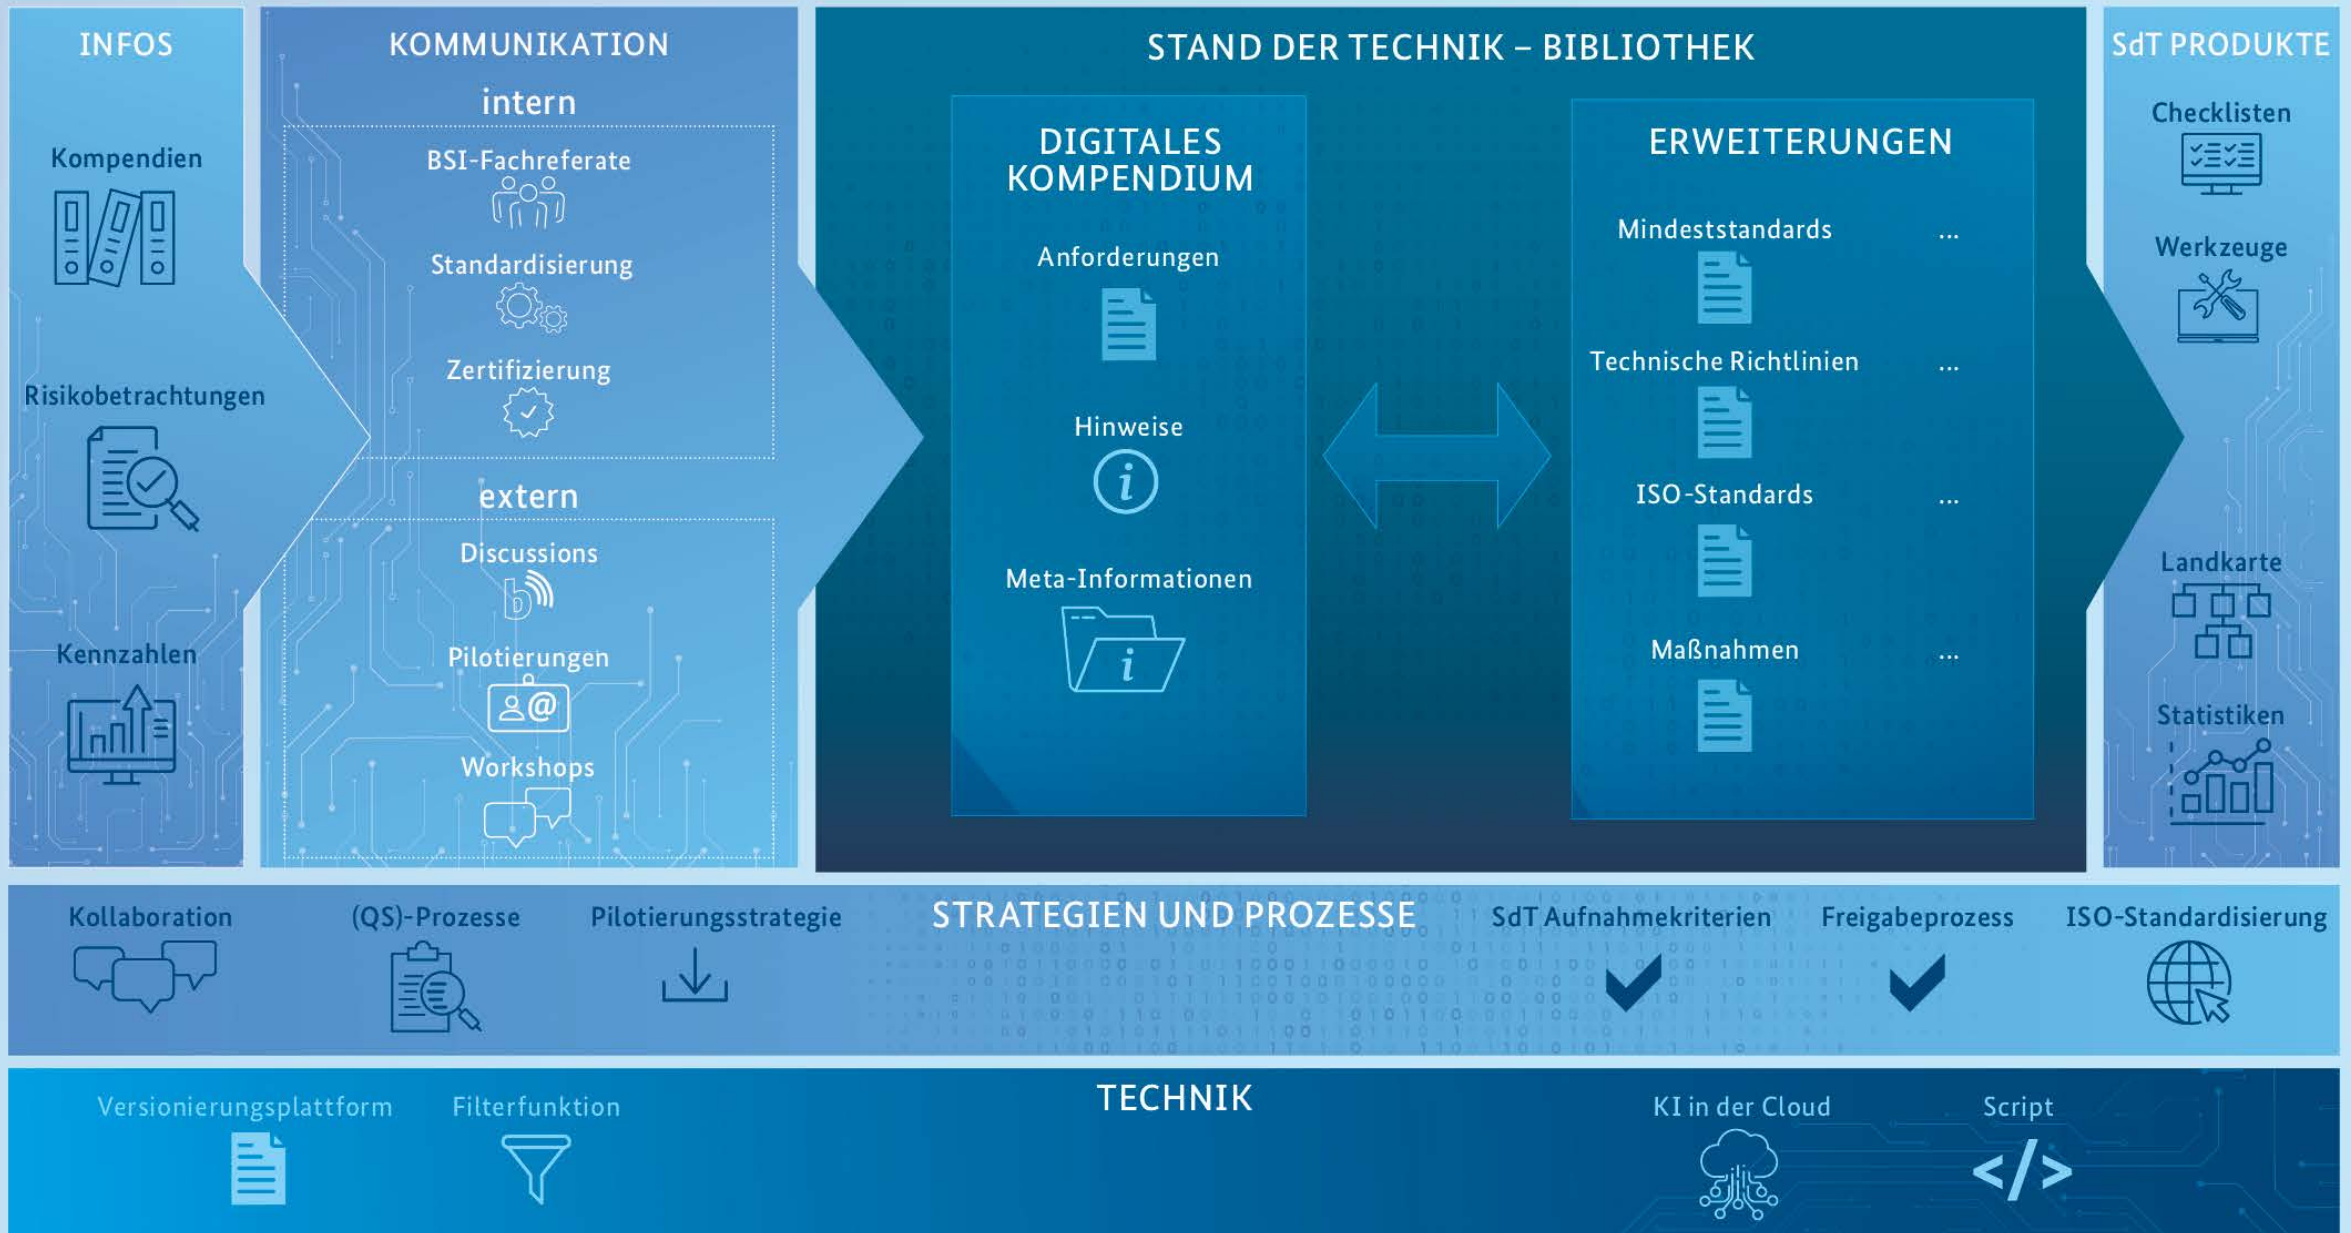 INFOS
Kompendien
Risikobetrachtungen
Kennzahlen
KOMMUNIKATION
intern
BSI-Fachreferate
Standardisierung
Zertifizierung
extern
Discussions
Pilotierungen
Workshops
STAND DER TECHNIK – BIBLIOTHEK
DIGITALES
KOMPENDIUM
Anforderungen
Hinweise
Meta-Informationen
ERWEITERUNGEN
Mindeststandards ...
Technische Richtlinien ...
ISO-Standards ...
Maßnahmen ...
SdT PRODUKTE
Checklisten
Werkzeuge
Landkarte
Statistiken
STRATEGIEN UND PROZESSE
Kollaboration
(QS)-Prozesse
Pilotierungsstrategie
SdT Aufnahmekriterien
Freigabeprozess
ISO-Standardisierung
TECHNIK
Versionierungsplattform
Filterfunktion
KI in der Cloud
Script